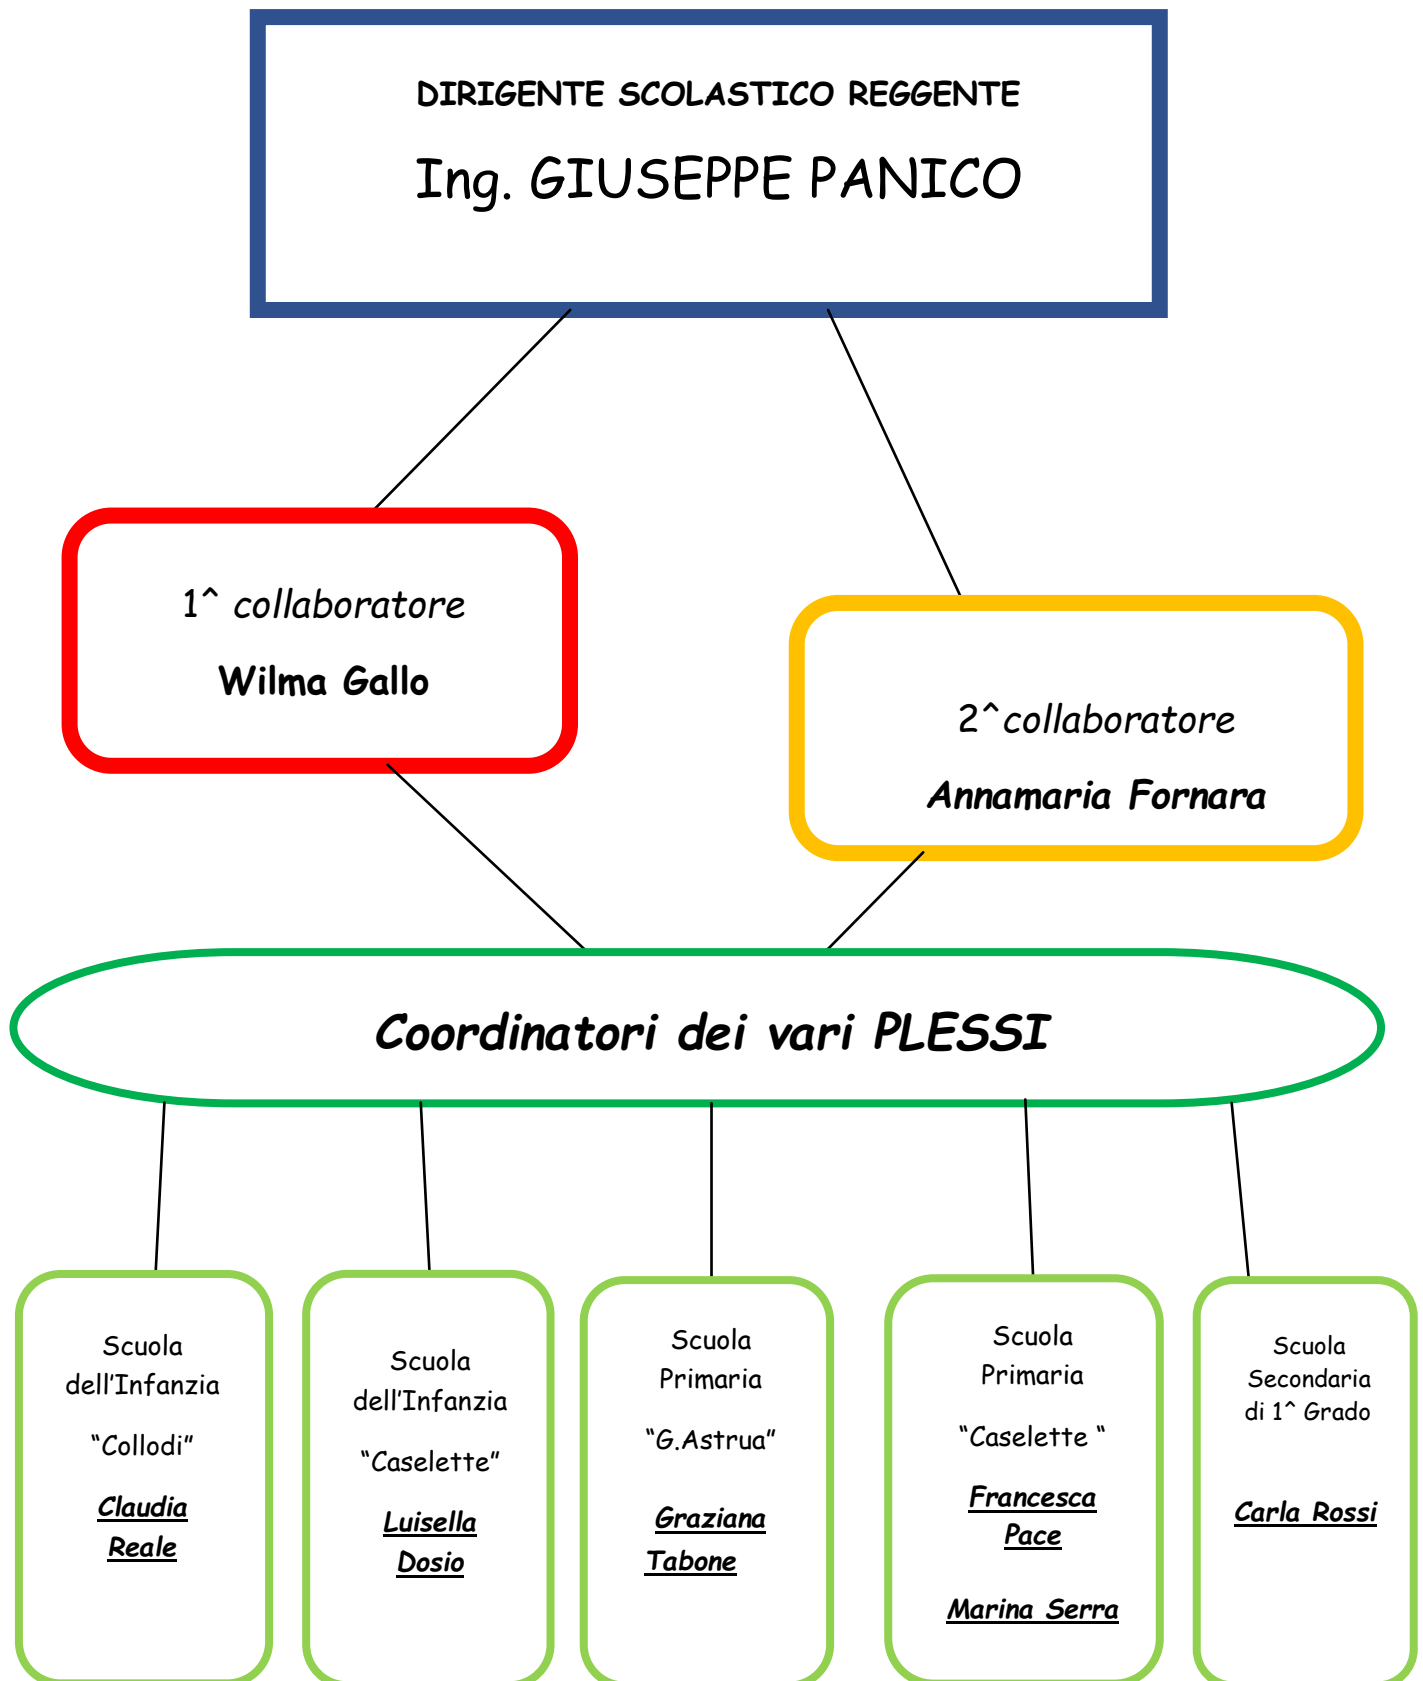 DIRIGENTE SCOLASTICO REGGENTE
Ing. GIUSEPPE PANICO
1^ collaboratore
Wilma Gallo
2^collaboratore
Annamaria Fornara
Coordinatori dei vari PLESSI
Scuola
dell’Infanzia
“Collodi”
Claudia
Reale
Scuola
dell’Infanzia
“Caselette”
Luisella
Dosio
Scuola
Primaria
“G.Astrua”
Graziana
Tabone
Scuola
Primaria
“Caselette “
Francesca
Pace
Marina Serra
Scuola
Secondaria
di 1^ Grado
Carla Rossi